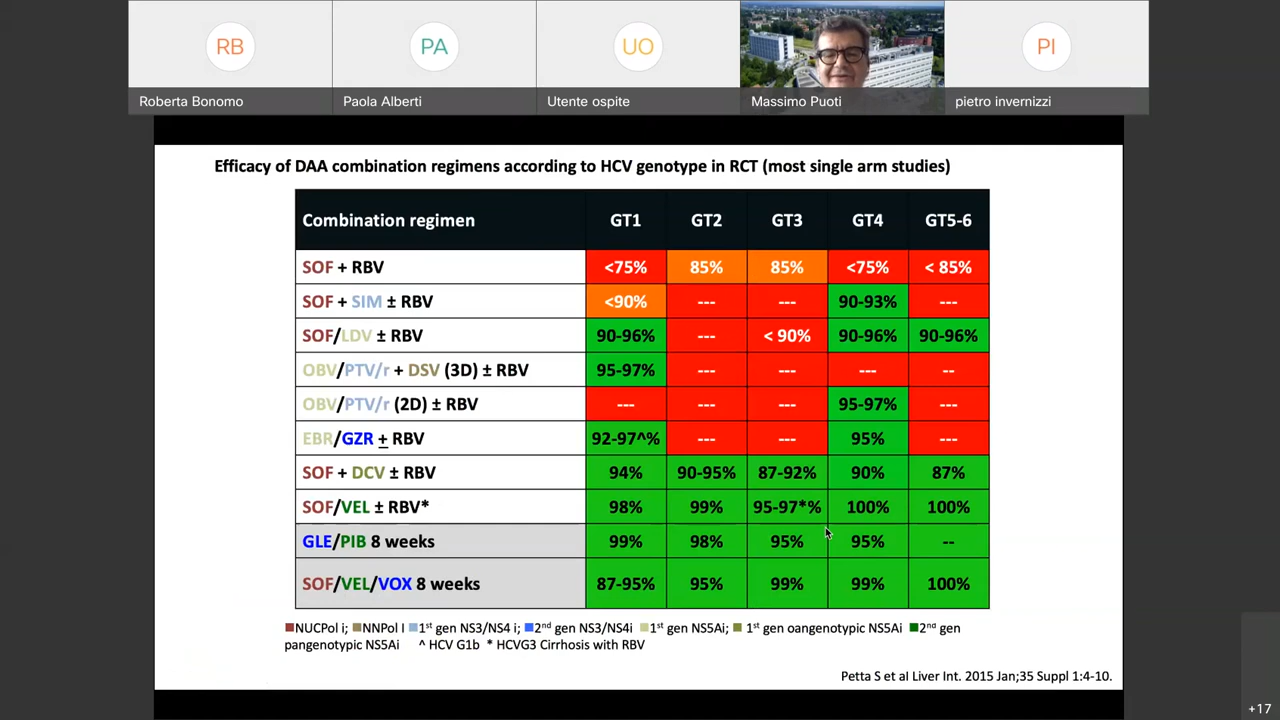 RB
PA
UO
PI
Roberta Bonomo
Paola Alberti
Utente ospite
Massimo Puoti
pietro invernizzi
Efficacy of DAA combination regimens according to HCV genotype in RCT (most single arm studies)
Combination regimen GT1 GT2 GT3 GT4 GT5-6
SOF + RBV <75% 85% 85% <75% < 85%
SOF + SIM ± RBV <90% --- --- 90-93% ---
SOF/LDV ± RBV 90-96% --- < 90% 90-96% 90-96%
OBV/PTV/r + DSV (3D) ± RBV 95-97% --- --- --- --
OBV/PTV/r (2D) ± RBV --- --- --- 95-97% ---
EBR/GZR ± RBV 92-97^% --- --- 95% ---
SOF + DCV ± RBV 94% 90-95% 87-92% 90% 87%
SOF/VEL ± RBV* 98% 99% 95-97*% 100% 100%
GLE/PIB 8 weeks 99% 98% 95% 95% --
SOF/VEL/VOX 8 weeks 87-95% 95% 99% 99% 100%
NUCPol i; NNPol I 1st gen NS3/NS4 i; 2nd gen NS3/NS4i 1st gen NS5Ai; 1st gen oangenotypic NS5Ai 2nd gen
pangenotypic NS5Ai ^ HCV G1b * HCVG3 Cirrhosis with RBV
Petta S et al Liver Int. 2015 Jan;35 Suppl 1:4-10.
+17